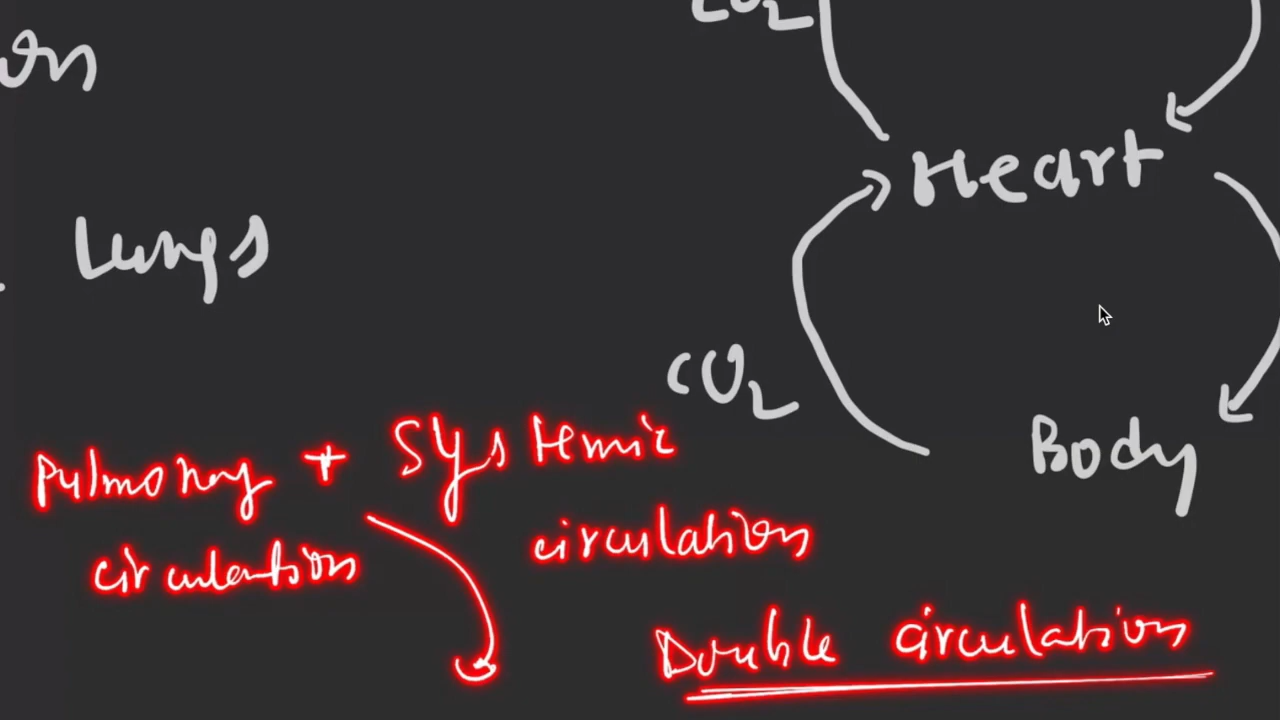 CO2
Heart
Lungs
CO2
Body
Pulmonary + Systemic
circulation circulation
Double circulation